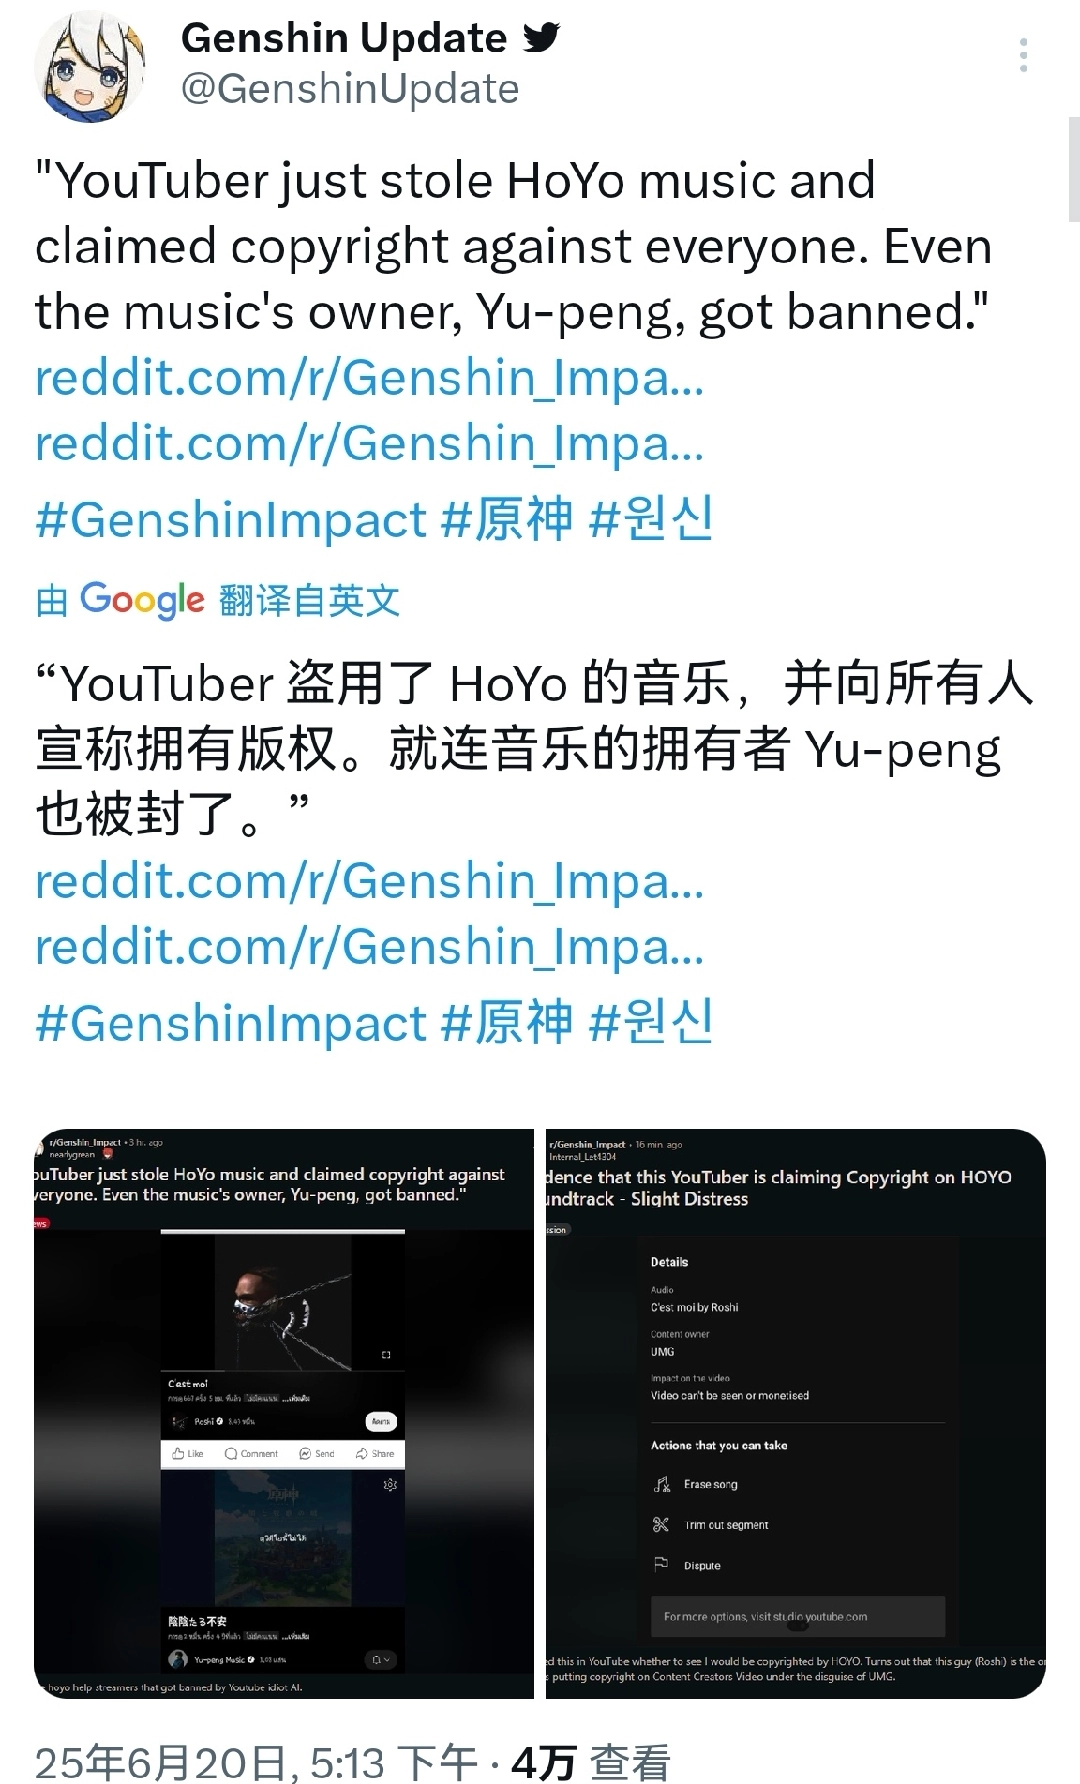 Genshin Update
@GenshinUpdate
"YouTuber just stole HoYo music and
claimed copyright against everyone. Even
the music's owner, Yu-peng, got banned."
reddit.com/r/Genshin_Impa...
reddit.com/r/Genshin_Impa...
#GenshinImpact #原神 #원신
由 Google 翻译自英文
“YouTuber 盗用了 HoYo 的音乐，并向所有人
宣称拥有版权。就连音乐的拥有者 Yu-peng
也被封了。”
reddit.com/r/Genshin_Impa...
reddit.com/r/Genshin_Impa...
#GenshinImpact #原神 #원신
r/Genshin_Impact • 3 hr. ago
neadygrean
ouTuber just stole HoYo music and claimed copyright against
veryone. Even the music's owner, Yu-peng, got banned."
ews
C'est moi
Roshi
Like Comment Send Share
原神
陰陰たる不安
Yu-peng Music
hoyo help streamers that got banned by Youtube idiot AI.
r/Genshin_Impact • 16 min. ago
Internal_Let4304
dence that this YouTuber is claiming Copyright on HOYO
undtrack - Slight Distress
ssion
Details
Audio
C'est moi by Roshi
Content owner
UMG
Impact on the video
Video can't be seen or monetised
Actions that you can take
Erase song
Trim out segment
Dispute
For more options, visit studio.youtube.com
ed this in YouTube whether to see I would be copyrighted by HOYO. Turns out that this guy (Roshi) is the
putting copyright on Content Creators Video under the disguise of UMG.
25年6月20日, 5:13 下午 · 4万 查看